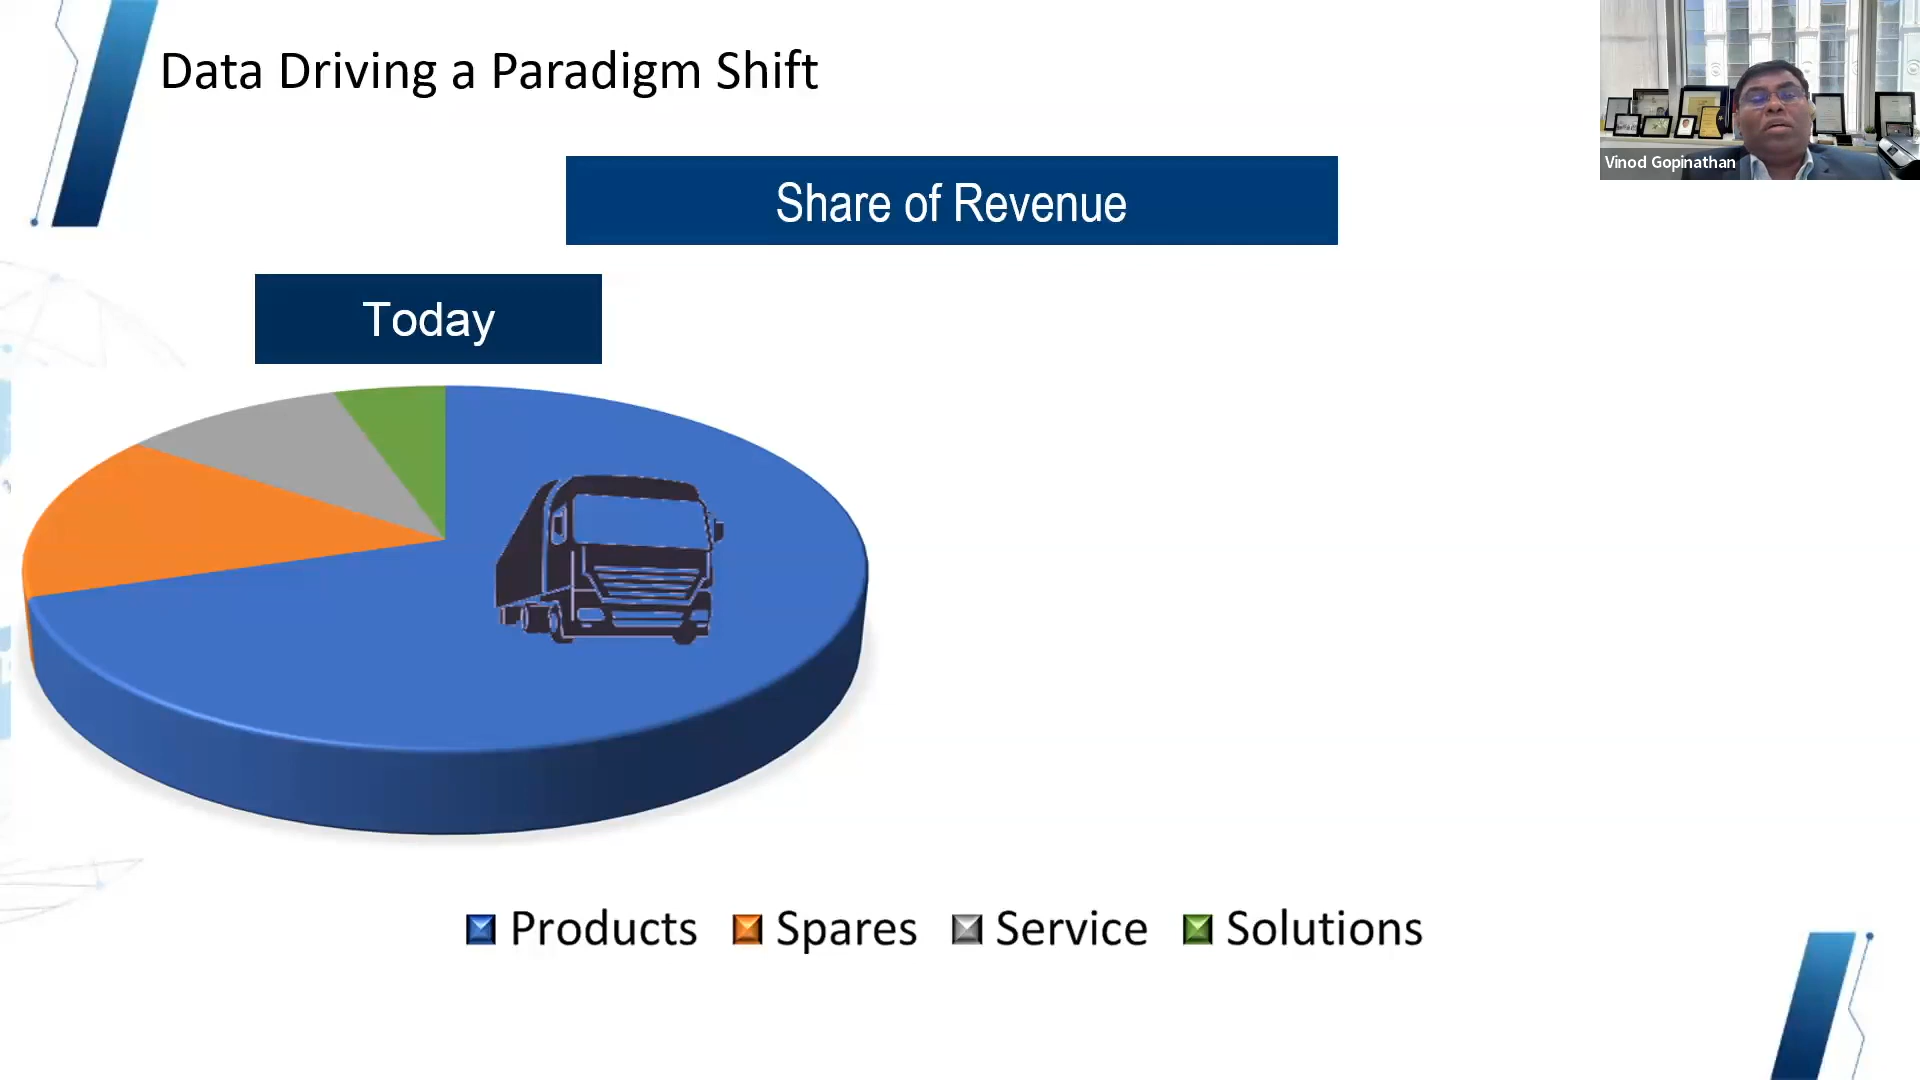 Data Driving a Paradigm Shift
Vinod Gopinathan
Share of Revenue
Today
Products Spares Service Solutions